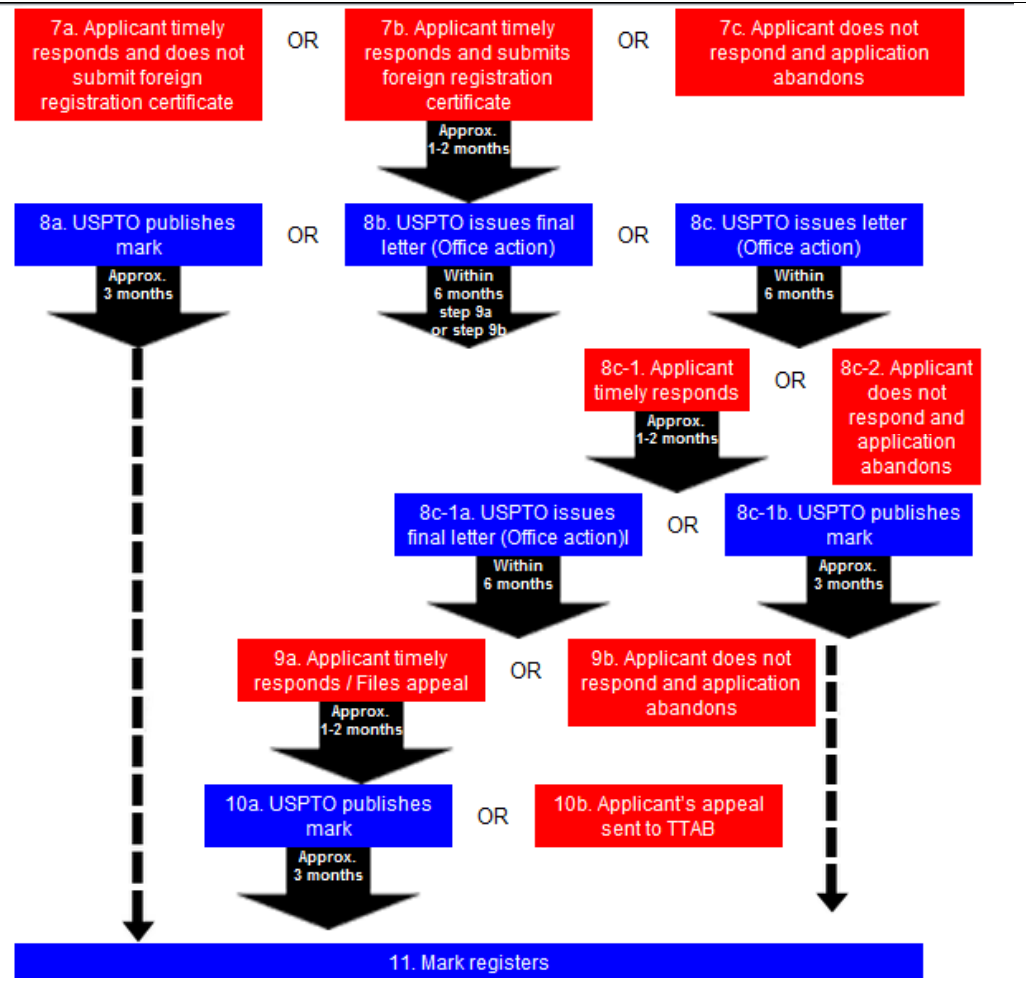 7a. Applicant timely
responds and does not
submit foreign
registration certificate
OR
7b. Applicant timely
responds and submits
foreign registration
certificate
OR
7c. Applicant does not
respond and application
abandons
Approx.
1-2 months
8a. USPTO publishes
mark
OR
8b. USPTO issues final
letter (Office action)
OR
8c. USPTO issues letter
(Office action)
Approx.
3 months
Within
6 months
step 9a
or step 9b
Within
6 months
8c-1. Applicant
timely responds
OR
8c-2. Applicant
does not
respond and
application
abandons
Approx.
1-2 months
8c-1a. USPTO issues
final letter (Office action)l
OR
8c-1b. USPTO publishes
mark
Within
6 months
Approx.
3 months
9a. Applicant timely
responds / Files appeal
OR
9b. Applicant does not
respond and application
abandons
Approx.
1-2 months
10a. USPTO publishes
mark
OR
10b. Applicant's appeal
sent to TTAB
Approx.
3 months
11. Mark registers